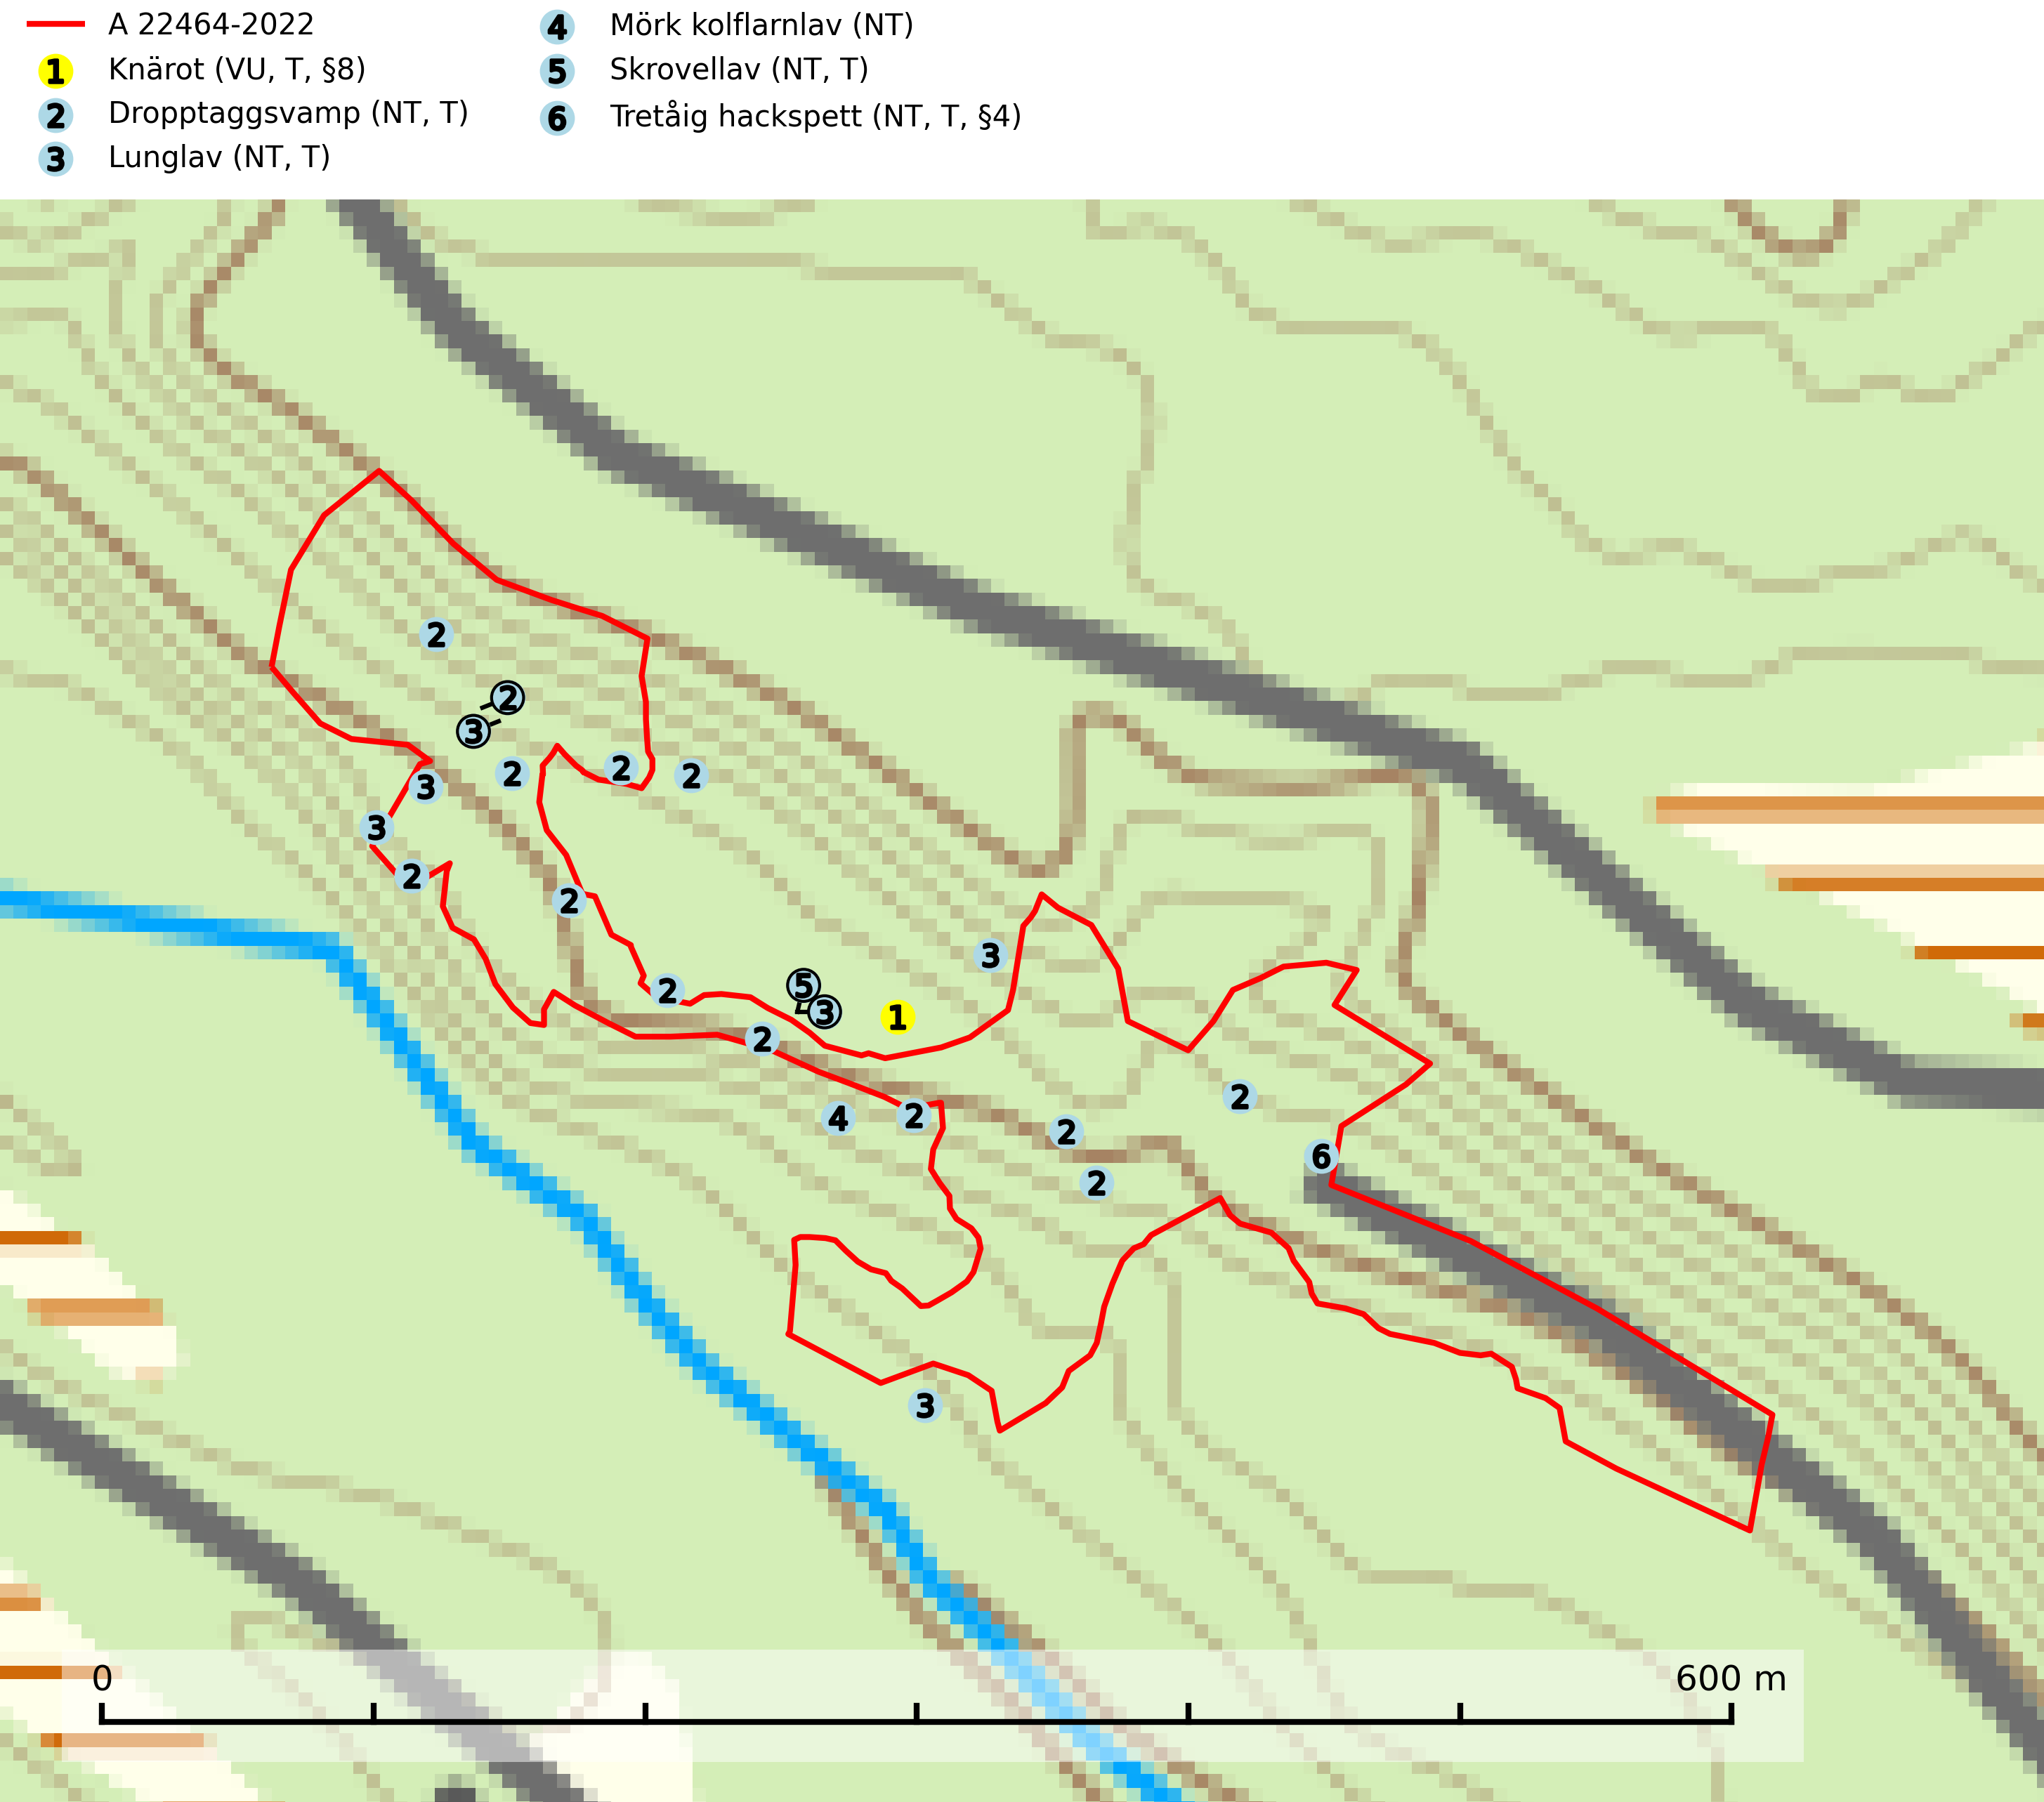 A 22464-2022
1 Knärot (VU, T, §8)
2 Dropptaggsvamp (NT, T)
3 Lunglav (NT, T)
4 Mörk kolflarnlav (NT)
5 Skrovellav (NT, T)
6 Tretåig hackspett (NT, T, §4)
2
2
3
2
2
2
3
3
2
2
3
2
5
3
1
2
2
4
2
2
6
2
3
0 600 m